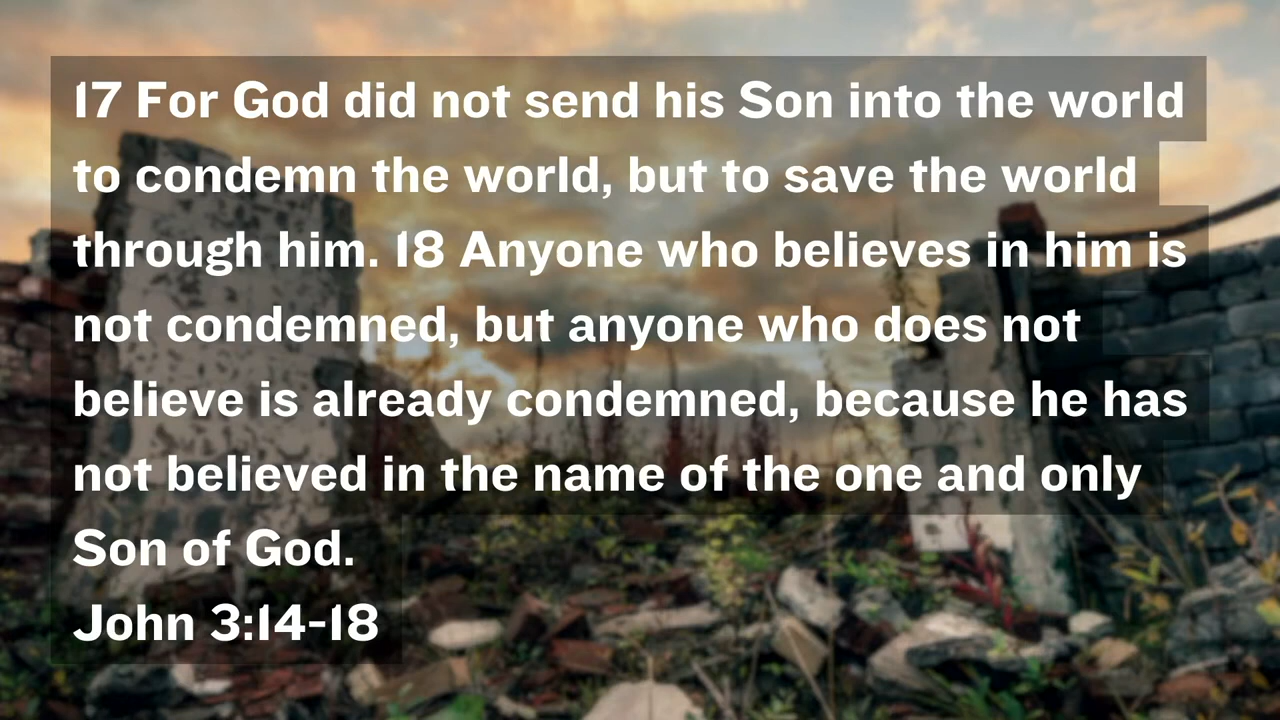 17 For God did not send his Son into the world
to condemn the world, but to save the world
through him. 18 Anyone who believes in him is
not condemned, but anyone who does not
believe is already condemned, because he has
not believed in the name of the one and only
Son of God.
John 3:14-18